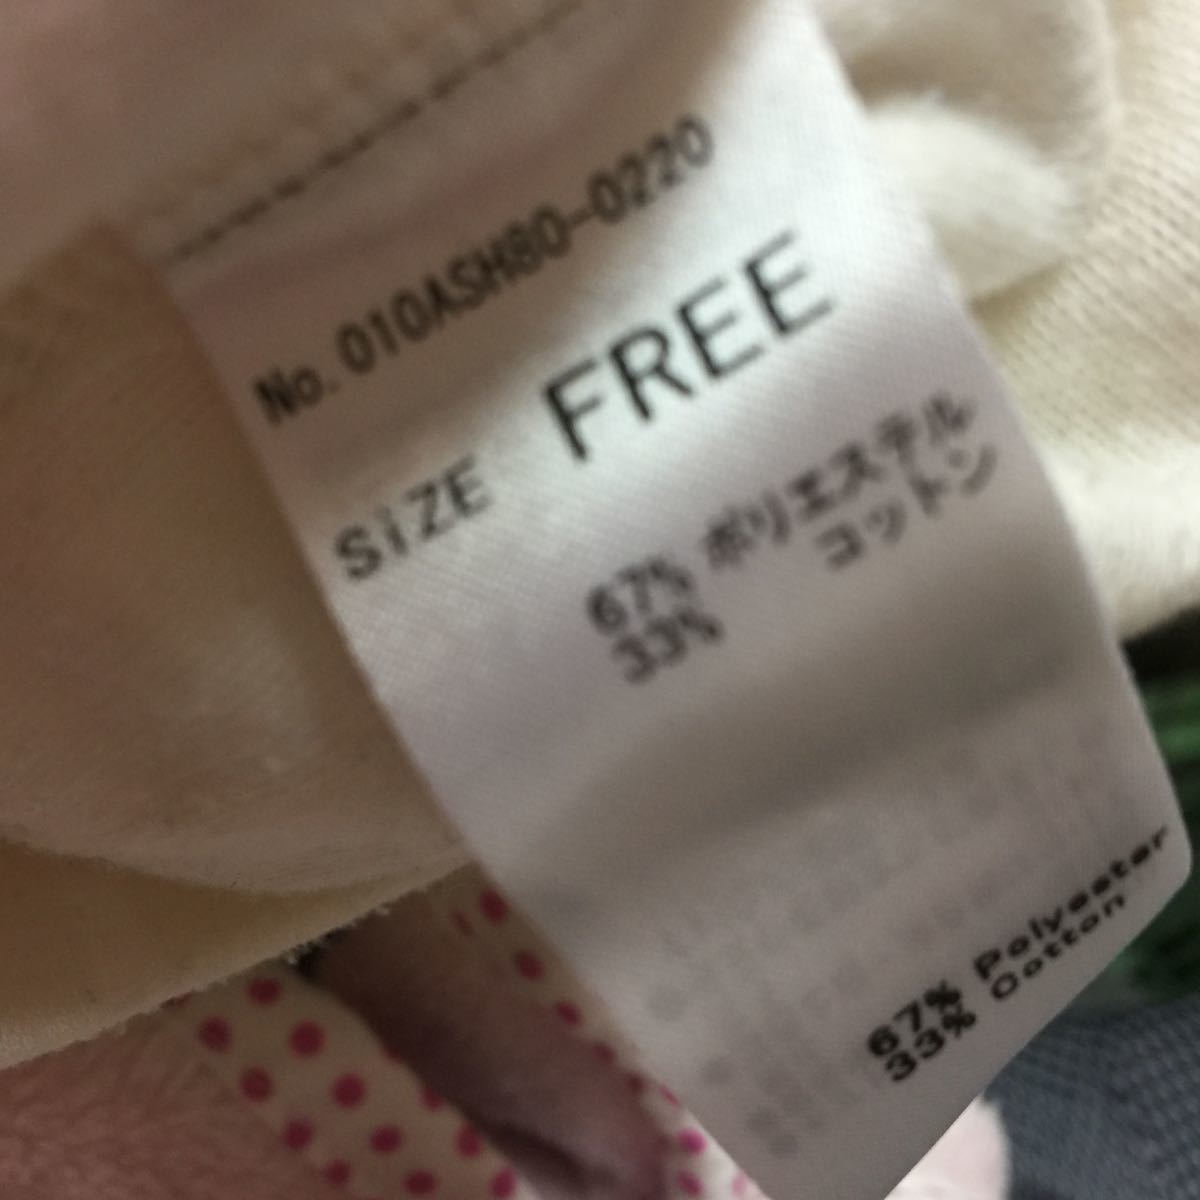 No. 010ASH80-0220
SiZE FREE
67% ポリエステル
33% コットン
67% Polyester
33% Cotton